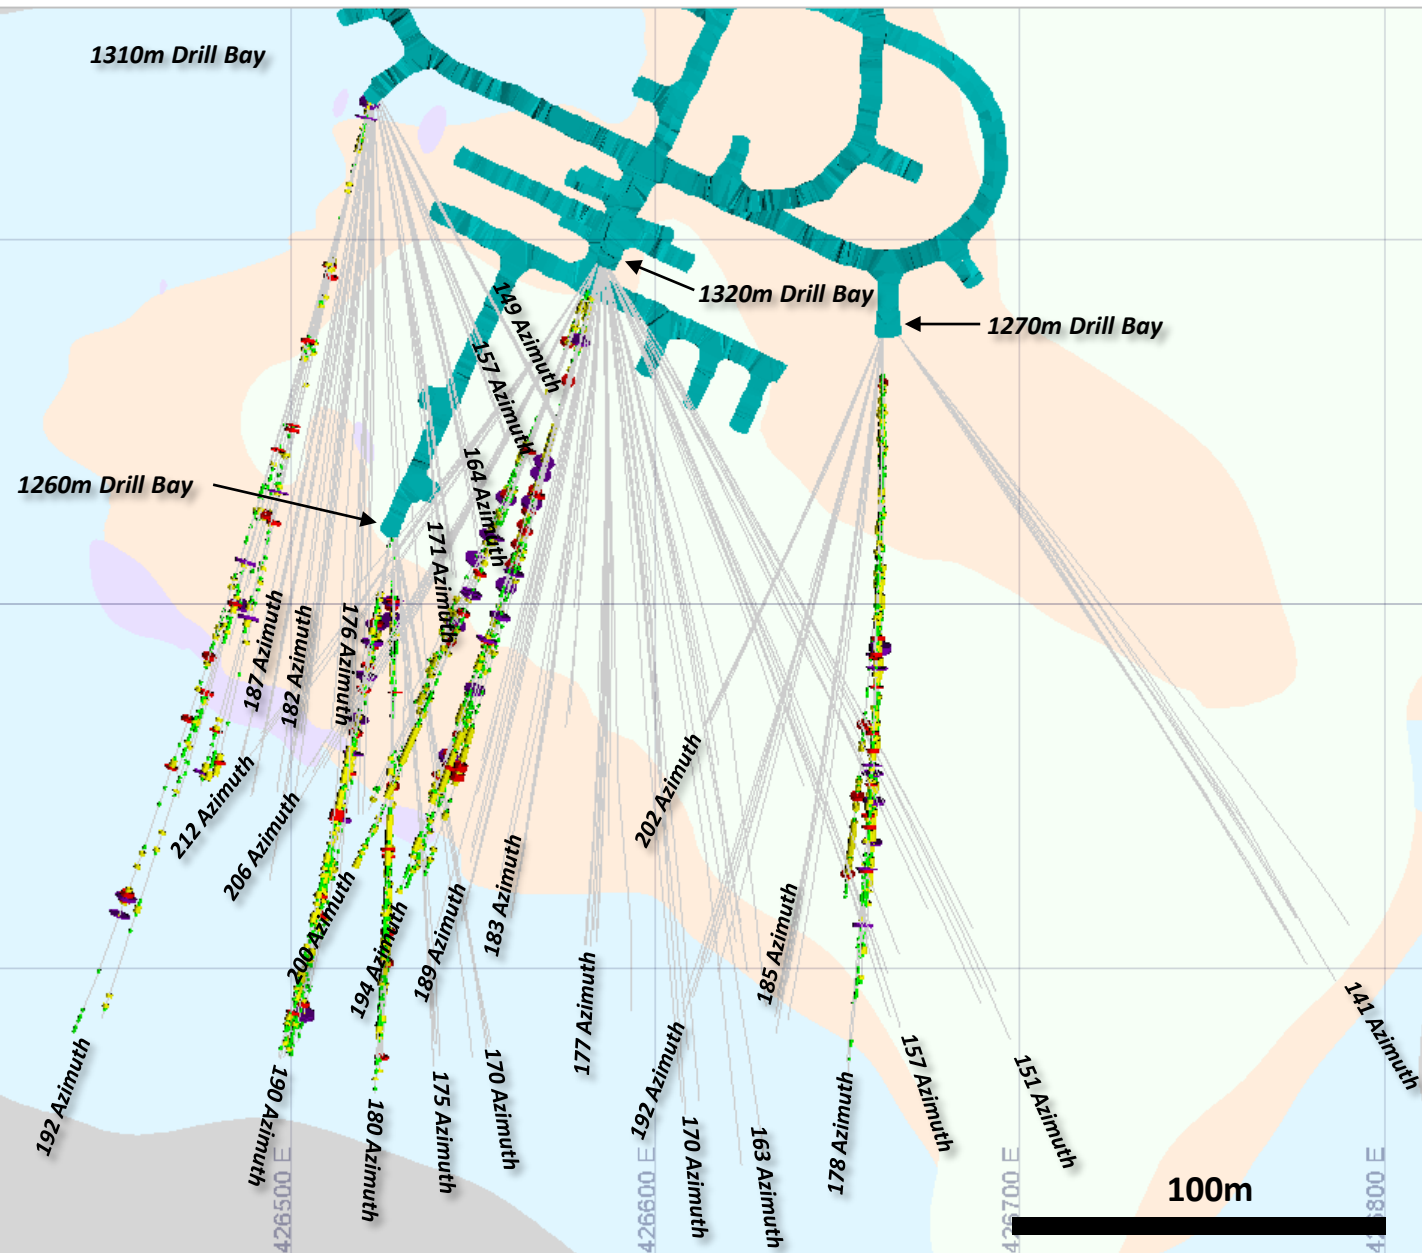 1310m Drill Bay
1320m Drill Bay
1270m Drill Bay
149 Azimuth
157 Azimuth
164 Azimuth
1260m Drill Bay
171 Azimuth
187 Azimuth
182 Azimuth
176 Azimuth
212 Azimuth
206 Azimuth
202 Azimuth
200 Azimuth
194 Azimuth
189 Azimuth
183 Azimuth
185 Azimuth
177 Azimuth
192 Azimuth
190 Azimuth
180 Azimuth
175 Azimuth
170 Azimuth
192 Azimuth
170 Azimuth
163 Azimuth
178 Azimuth
157 Azimuth
151 Azimuth
141 Azimuth
100m
426500 E
426600 E
426700 E
426800 E